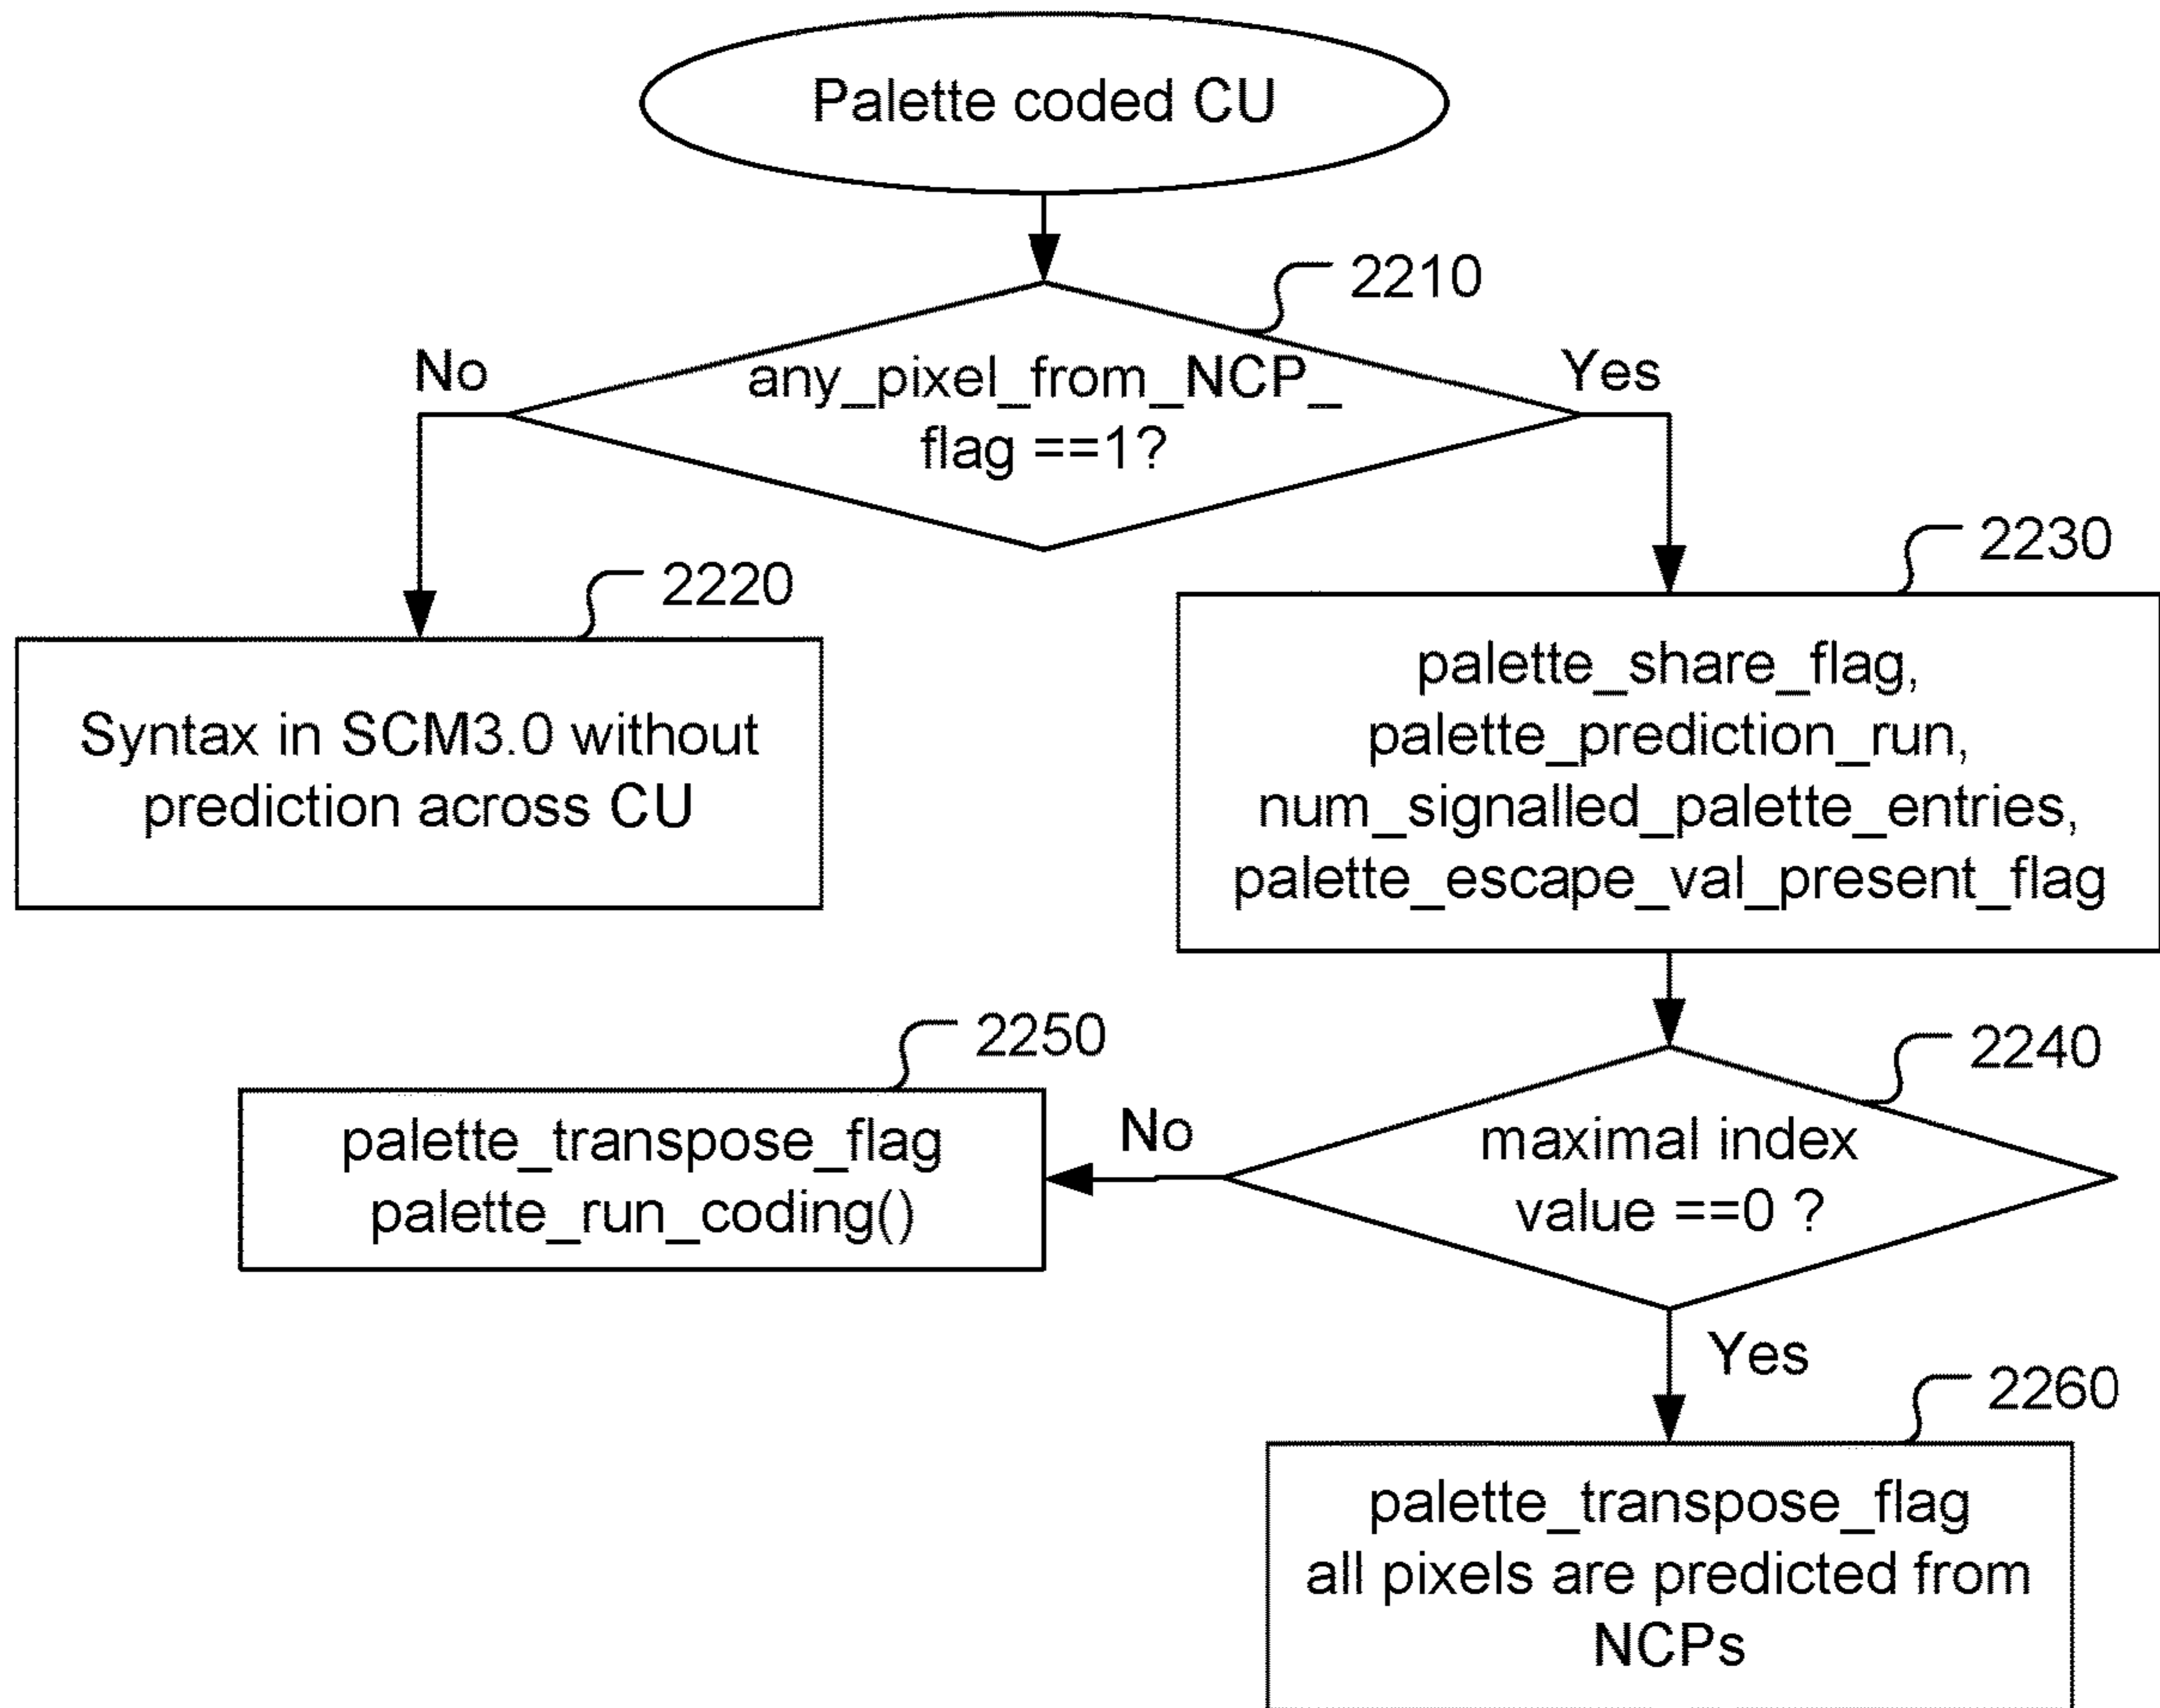 Palette coded CU
2210
No
any_pixel_from_NCP_
flag ==1?
Yes
2220
Syntax in SCM3.0 without
prediction across CU
2230
palette_share_flag,
palette_prediction_run,
num_signalled_palette_entries,
palette_escape_val_present_flag
2240
maximal index
value ==0 ?
No
2250
palette_transpose_flag
palette_run_coding()
Yes
2260
palette_transpose_flag
all pixels are predicted from
NCPs